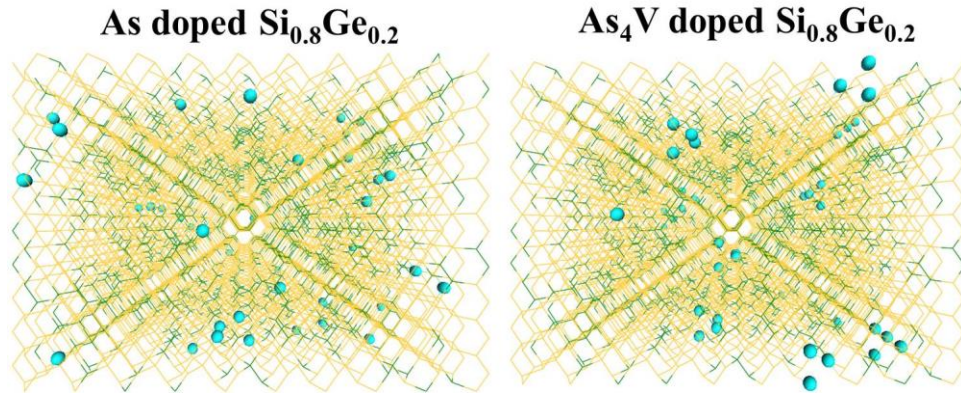 As doped Si₀.₈Ge₀.₂
As₄V doped Si₀.₈Ge₀.₂